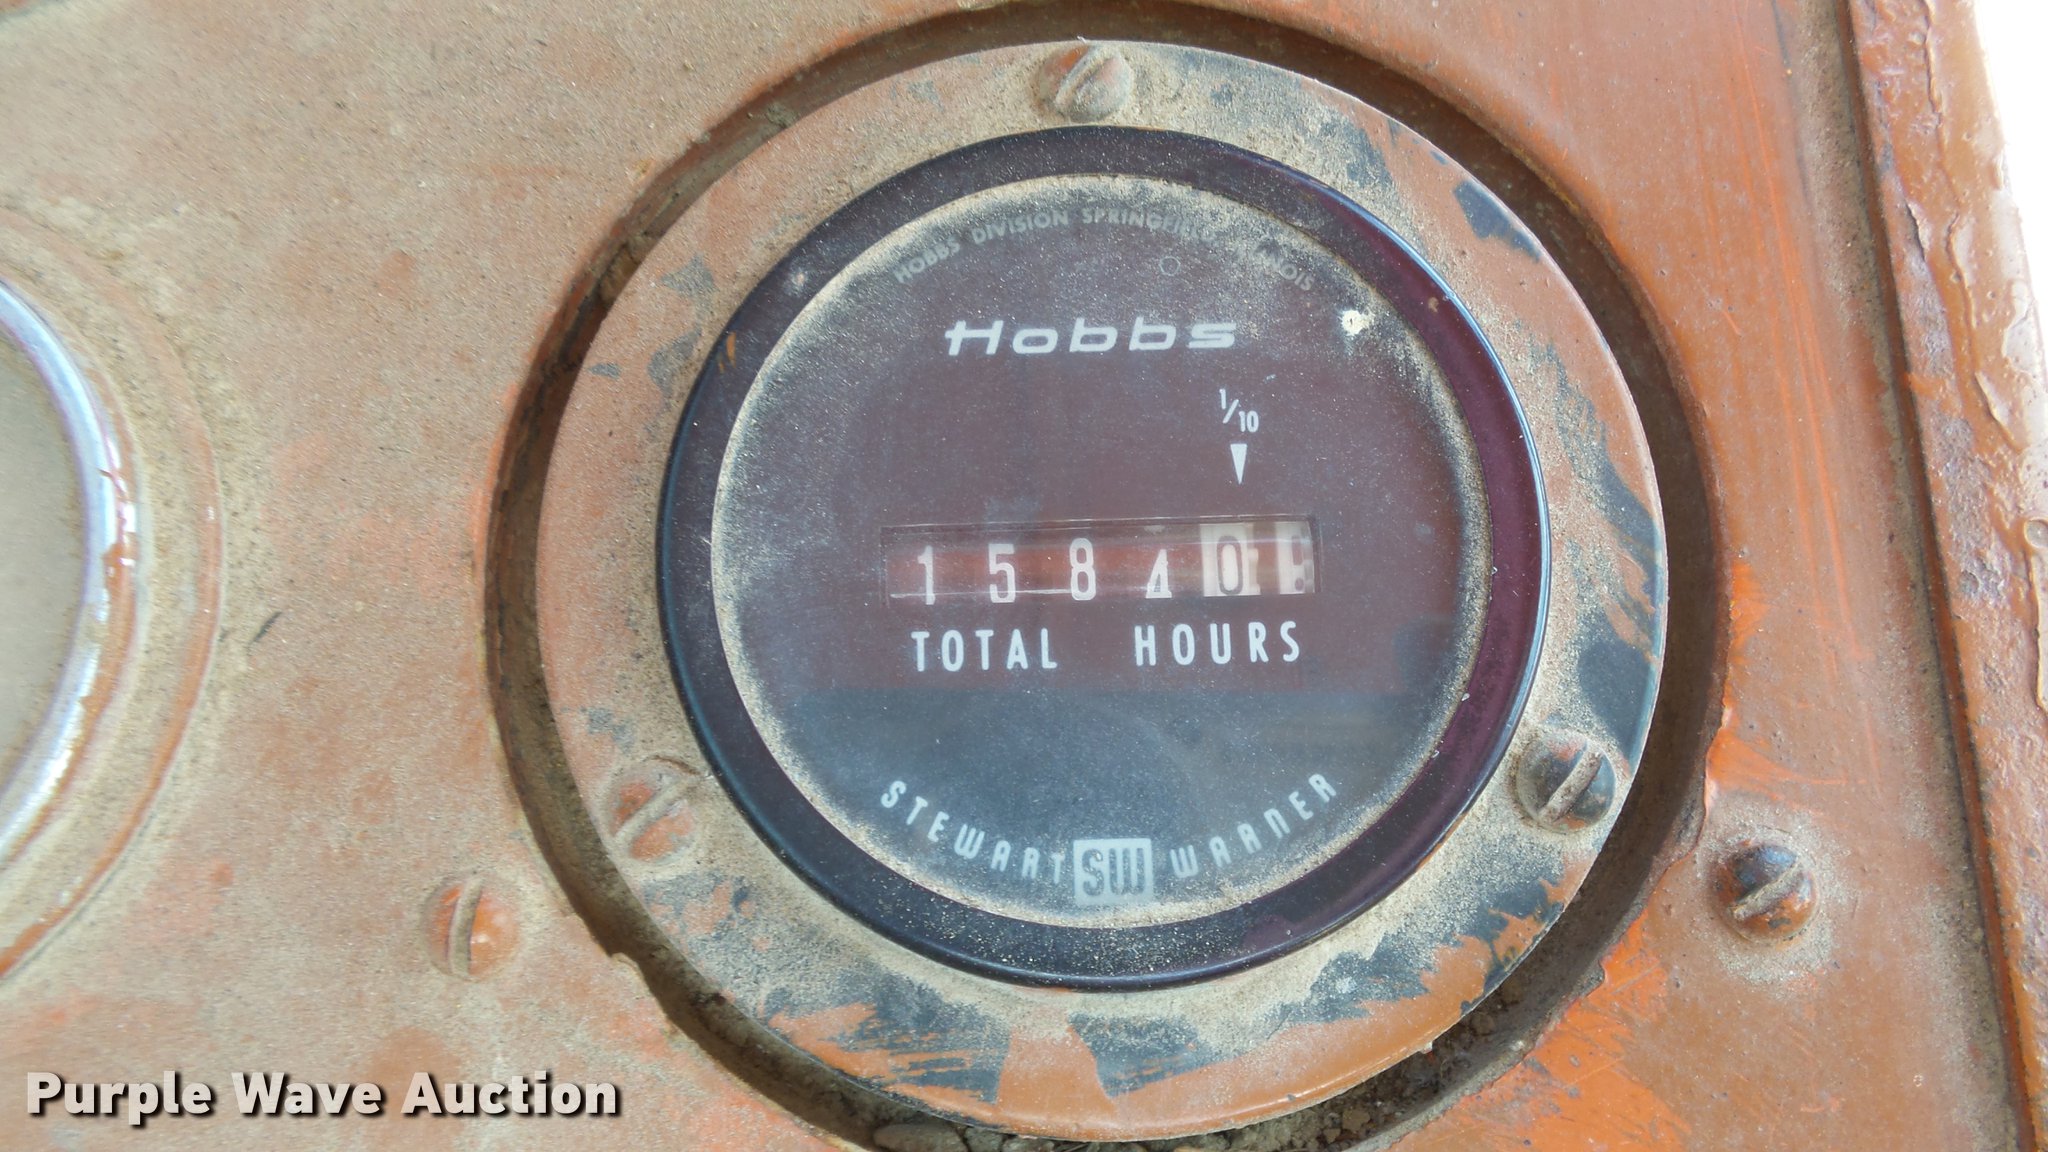 HOBBS DIVISION SPRINGFIELD, ILLINOIS
Hobbs
1/10
1 5 8 4 0
TOTAL HOURS
STEWART SW WARNER
Purple Wave Auction